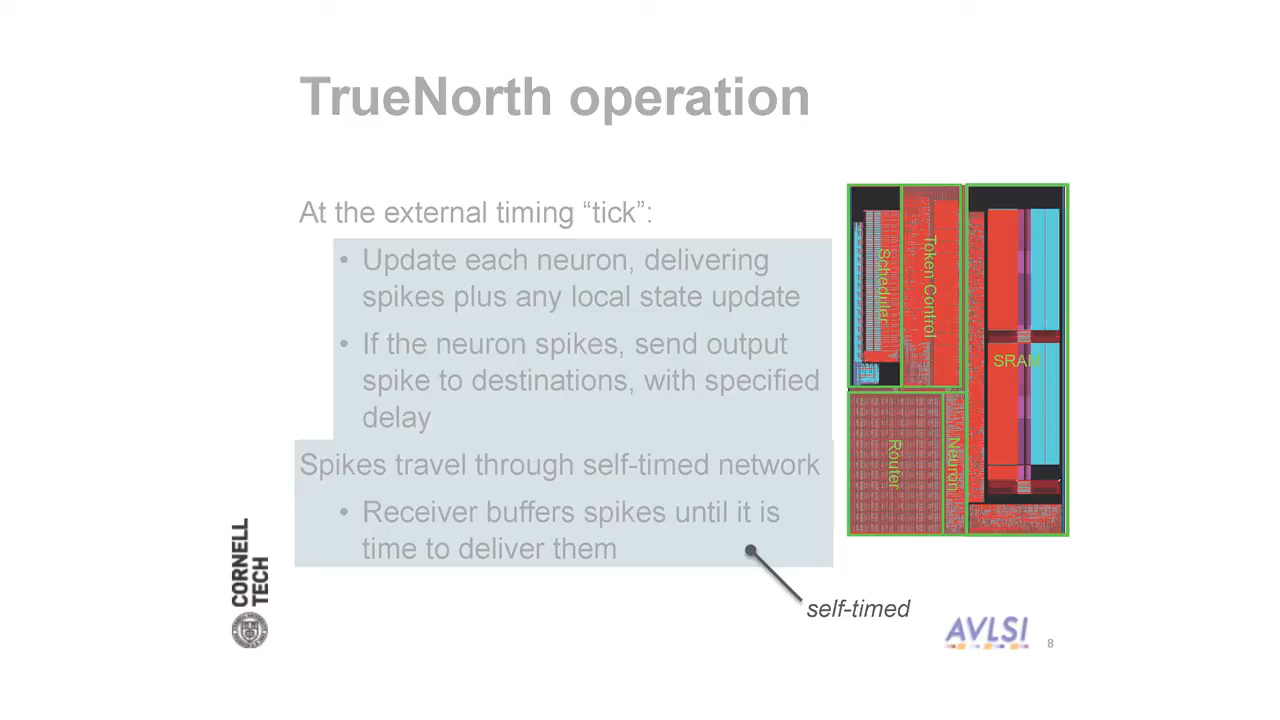 TrueNorth operation
At the external timing “tick”:
• Update each neuron, delivering
spikes plus any local state update
• If the neuron spikes, send output
spike to destinations, with specified
delay
Spikes travel through self-timed network
• Receiver buffers spikes until it is
time to deliver them
self-timed
Scheduler
Token Control
SRAM
Router
Neuron
CORNELL
TECH
AVLSI
8